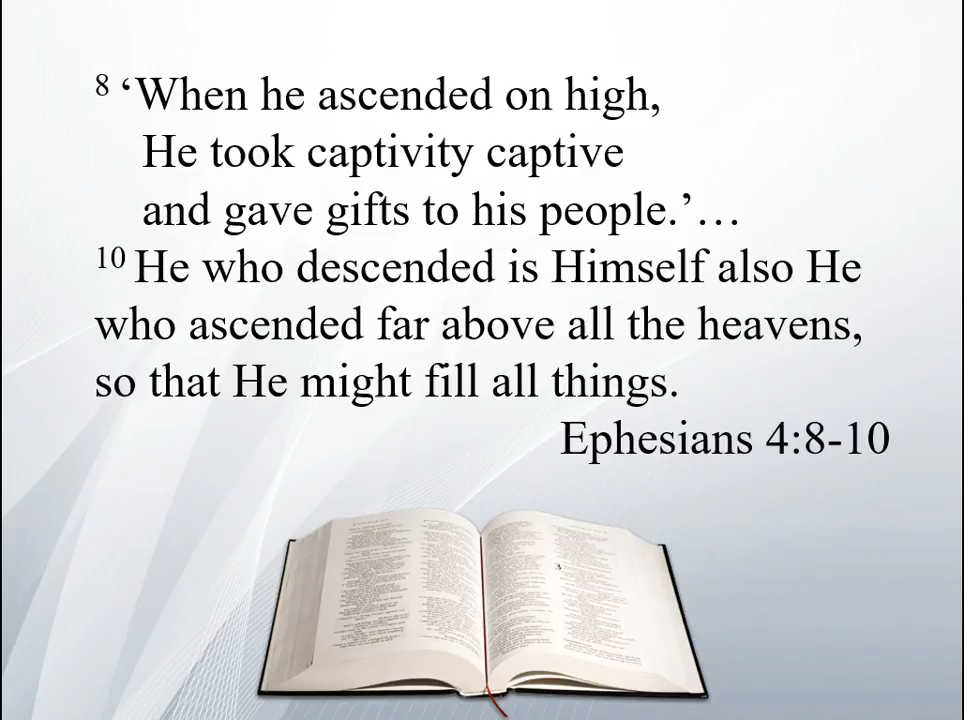 8 ‘When he ascended on high,
He took captivity captive
and gave gifts to his people.’…
10 He who descended is Himself also He
who ascended far above all the heavens,
so that He might fill all things.
Ephesians 4:8-10
3